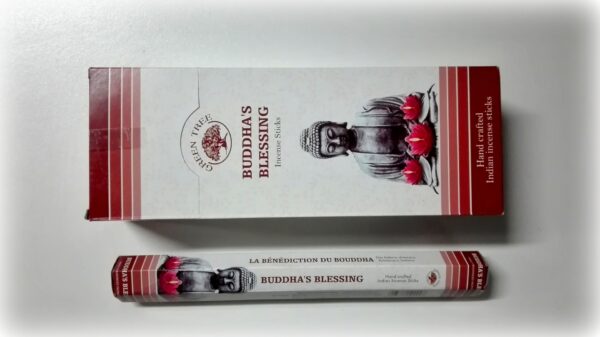 GREEN TREE
BUDDHA'S
BLESSING
Incense Sticks
Hand crafted
Indian incense sticks
LA BÉNÉDICTION DU BOUDDHA
BUDDHA'S BLESSING
Hand crafted
Indian Incense Sticks